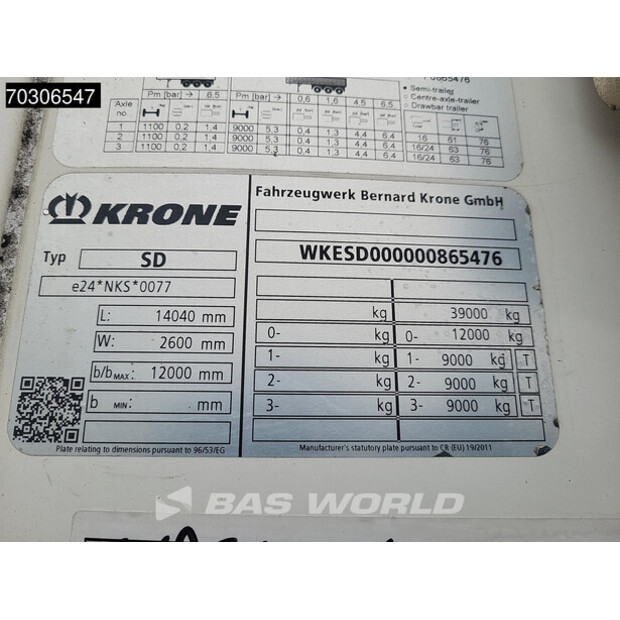 70306547
P0865476
Pm [bar] → 6.5
Pm [bar] → 0,6 1,6 4,5 6.5
• Semi-trailer
○ Centre-axle-trailer
○ Drawbar trailer
Axle no
1 1100 0.2 1.4 9000 5.3 0.4 1.3 4.4 6.4 16 61 76
2 1100 0.2 1.4 9000 5.3 0.4 1.3 4.4 6.4 16/24 63 76
3 1100 0.2 1.4 9000 5.3 0.4 1.3 4.4 6.4 16/24 63 76
KRONE
Fahrzeugwerk Bernard Krone GmbH
Typ SD
WKESD000000865476
e24*NKS*0077
L: 14040 mm
W: 2600 mm
b/b MAX: 12000 mm
b MIN: mm
kg 39000 kg
0- kg 0- 12000 kg
1- kg 1- 9000 kg T
2- kg 2- 9000 kg T
3- kg 3- 9000 kg T
Plate relating to dimensions pursuant to 96/53/EG
Manufacturer's statutory plate pursuant to CR (EU) 19/2011
BAS WORLD